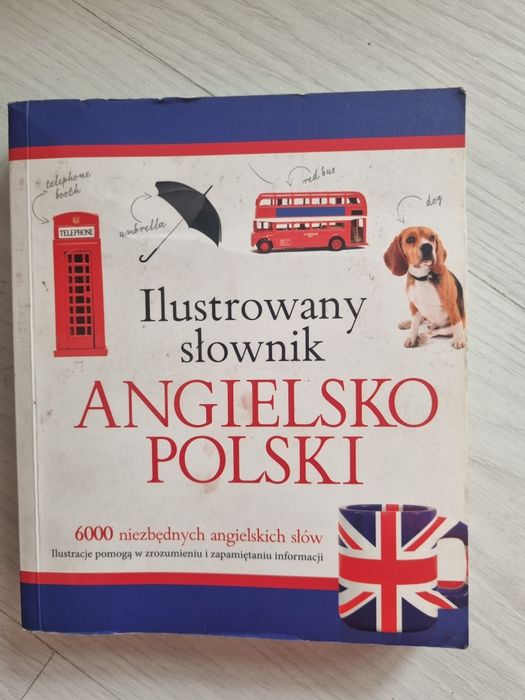 telephone
booth
umbrella
red bus
dog
TELEPHONE
Ilustrowany
słownik
ANGIELSKO
POLSKI
6000 niezbędnych angielskich słów
Ilustracje pomogą w zrozumieniu i zapamiętaniu informacji